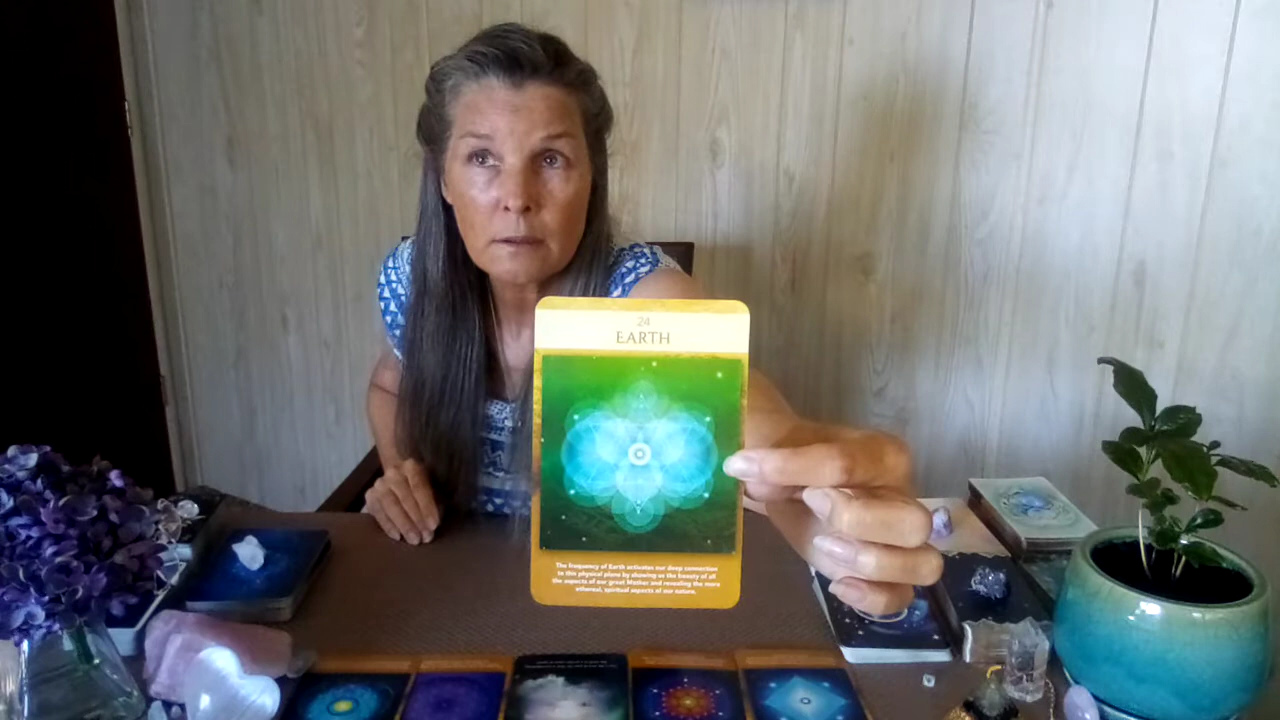 24
EARTH
The frequency of Earth activates our deep connection
to this physical plane by showing us the beauty of all
the aspects of our great Mother and revealing the more
ethereal, spiritual aspects of our nature.